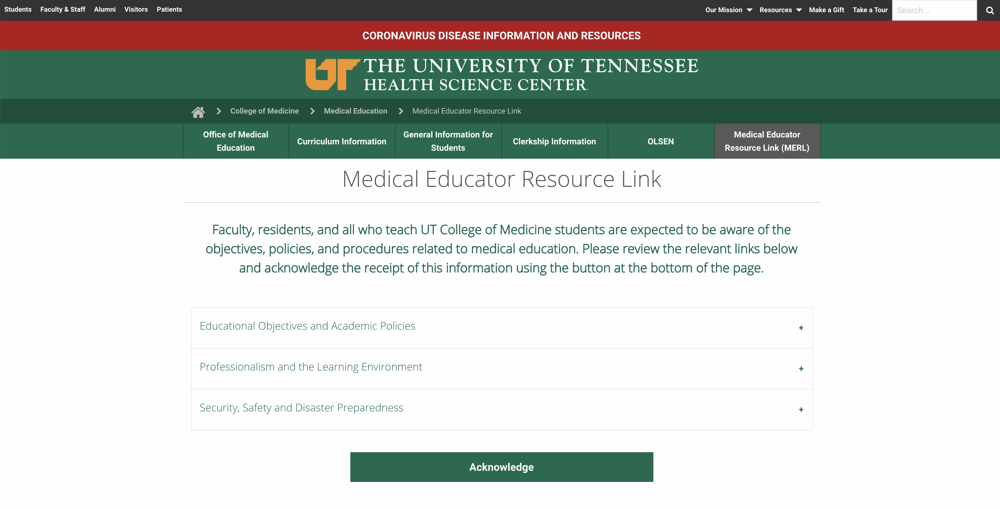 Students Faculty & Staff Alumni Visitors Patients Our Mission Resources Make a Gift Take a Tour Search ...
CORONAVIRUS DISEASE INFORMATION AND RESOURCES
UT THE UNIVERSITY OF TENNESSEE
HEALTH SCIENCE CENTER.
College of Medicine Medical Education Medical Educator Resource Link
Office of Medical
Education
Curriculum Information
General Information for
Students
Clerkship Information
OLSEN
Medical Educator
Resource Link (MERL)
Medical Educator Resource Link
Faculty, residents, and all who teach UT College of Medicine students are expected to be aware of the
objectives, policies, and procedures related to medical education. Please review the relevant links below
and acknowledge the receipt of this information using the button at the bottom of the page.
Educational Objectives and Academic Policies +
Professionalism and the Learning Environment +
Security, Safety and Disaster Preparedness +
Acknowledge